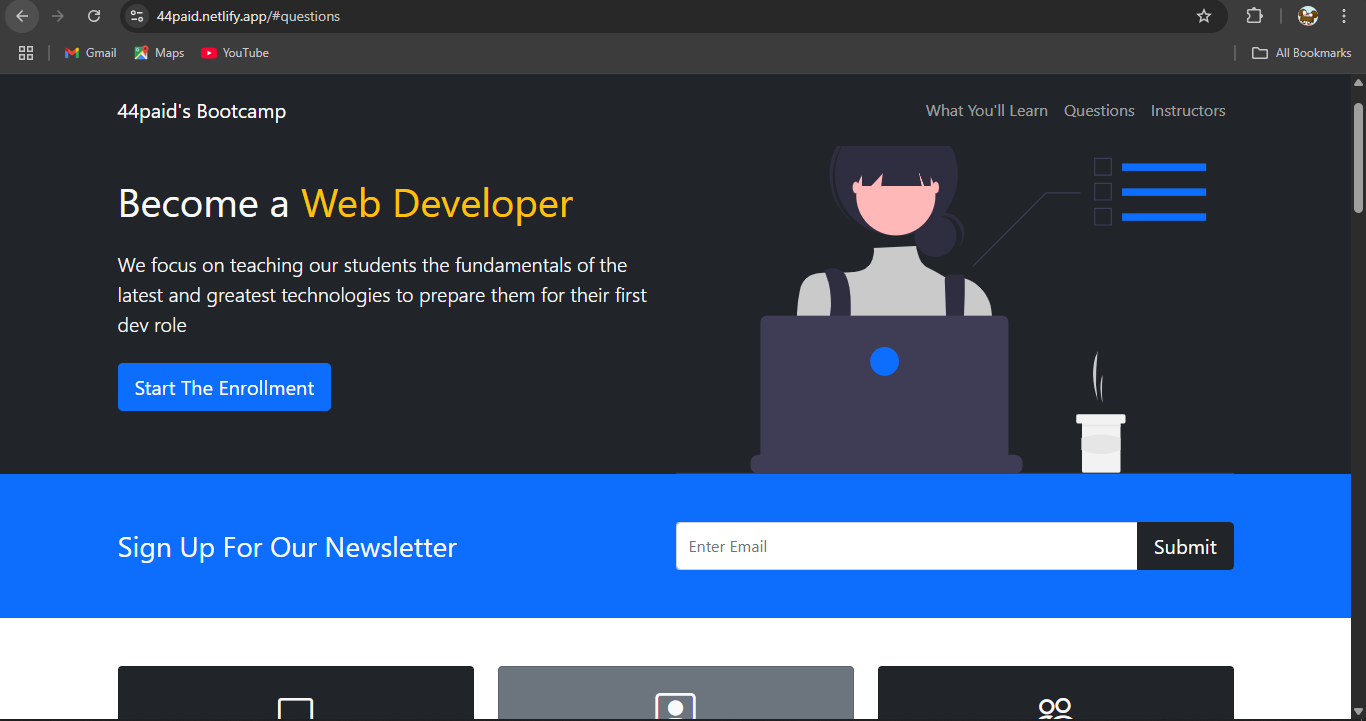 44paid.netlify.app/#questions
Gmail
Maps
YouTube
All Bookmarks
44paid's Bootcamp
What You'll Learn
Questions
Instructors
Become a Web Developer
We focus on teaching our students the fundamentals of the
latest and greatest technologies to prepare them for their first
dev role
Start The Enrollment
Sign Up For Our Newsletter
Enter Email
Submit